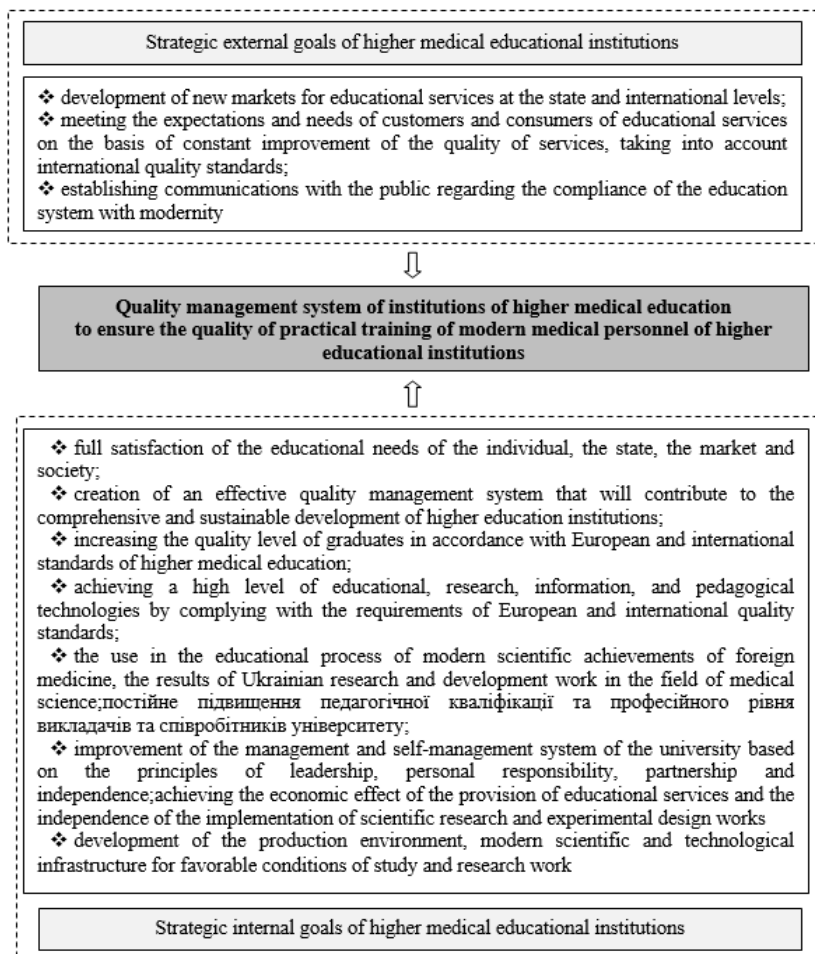 Strategic external goals of higher medical educational institutions
❖ development of new markets for educational services at the state and international levels;
❖ meeting the expectations and needs of customers and consumers of educational services
on the basis of constant improvement of the quality of services, taking into account
international quality standards;
❖ establishing communications with the public regarding the compliance of the education
system with modernity
Quality management system of institutions of higher medical education
to ensure the quality of practical training of modern medical personnel of higher
educational institutions
❖ full satisfaction of the educational needs of the individual, the state, the market and
society;
❖ creation of an effective quality management system that will contribute to the
comprehensive and sustainable development of higher education institutions;
❖ increasing the quality level of graduates in accordance with European and international
standards of higher medical education;
❖ achieving a high level of educational, research, information, and pedagogical
technologies by complying with the requirements of European and international quality
standards;
❖ the use in the educational process of modern scientific achievements of foreign
medicine, the results of Ukrainian research and development work in the field of medical
science;постійне підвищення педагогічної кваліфікації та професійного рівня
викладачів та співробітників університету;
❖ improvement of the management and self-management system of the university based
on the principles of leadership, personal responsibility, partnership and
independence;achieving the economic effect of the provision of educational services and the
independence of the implementation of scientific research and experimental design works
❖ development of the production environment, modern scientific and technological
infrastructure for favorable conditions of study and research work
Strategic internal goals of higher medical educational institutions